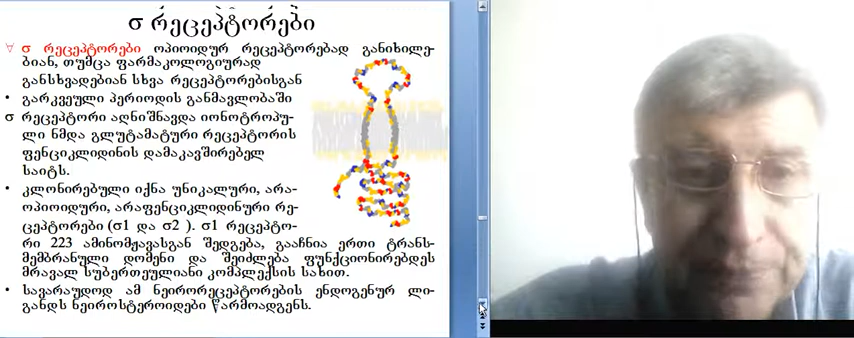 σ რეცეპტორები
∀ σ რეცეპტორები ოპიოიდურ რეცეპტორებად განიხილე-
ბიან, თუმცა ფარმაკოლოგიურად
განსხვადებიან სხვა რეცეპტორებისგან
• გარკვეული პერიოდის განმავლობაში
σ რეცეპტორი აღნიშნავდა იონოტროპუ-
ლი ნმდა გლუტამატური რეცეპტორის
ფენციკლიდინის დამაკავშირებელ
საიტს.
• კლონირებული იქნა უნიკალური, არა-
ოპიოიდური, არაფენციკლიდინური რე-
ცეპტორები (σ1 და σ2 ). σ1 რეცეპტო-
რი 223 ამინომჟავასგან შედგება, გააჩნია ერთი ტრანს-
მემბრანული დომენი და შეიძლება ფუნქციონირებდეს
მრავალ სუბერთეულიანი კომპლექსის სახით.
• სავარაუდოდ ამ ნეირორეცეპტორების ენდოგენურ ლი-
განდს ნეიროსტეროიდები წარმოადგენს.